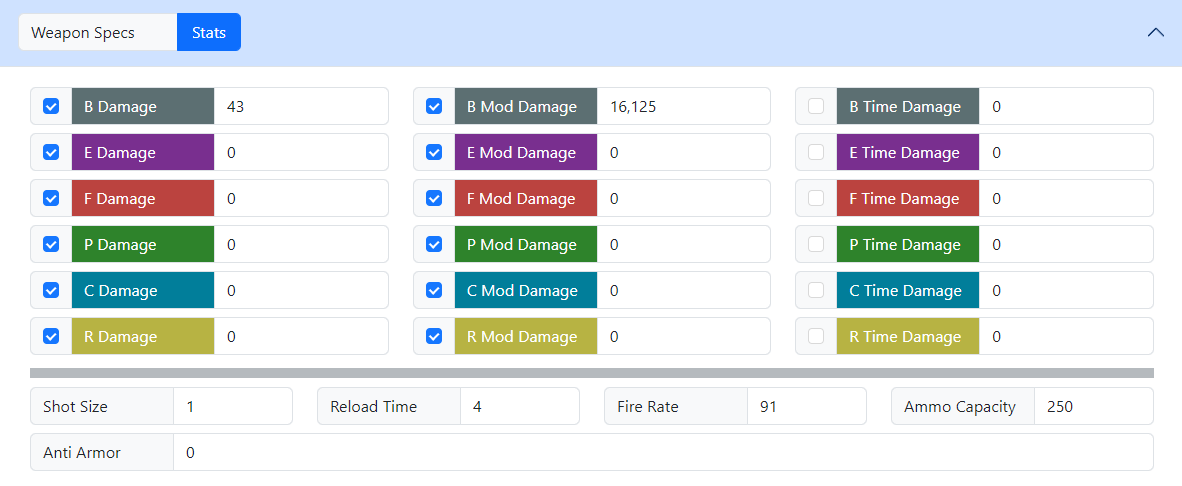 Weapon Specs Stats
B Damage 43 B Mod Damage 16,125 B Time Damage 0
E Damage 0 E Mod Damage 0 E Time Damage 0
F Damage 0 F Mod Damage 0 F Time Damage 0
P Damage 0 P Mod Damage 0 P Time Damage 0
C Damage 0 C Mod Damage 0 C Time Damage 0
R Damage 0 R Mod Damage 0 R Time Damage 0
Shot Size 1 Reload Time 4 Fire Rate 91 Ammo Capacity 250
Anti Armor 0